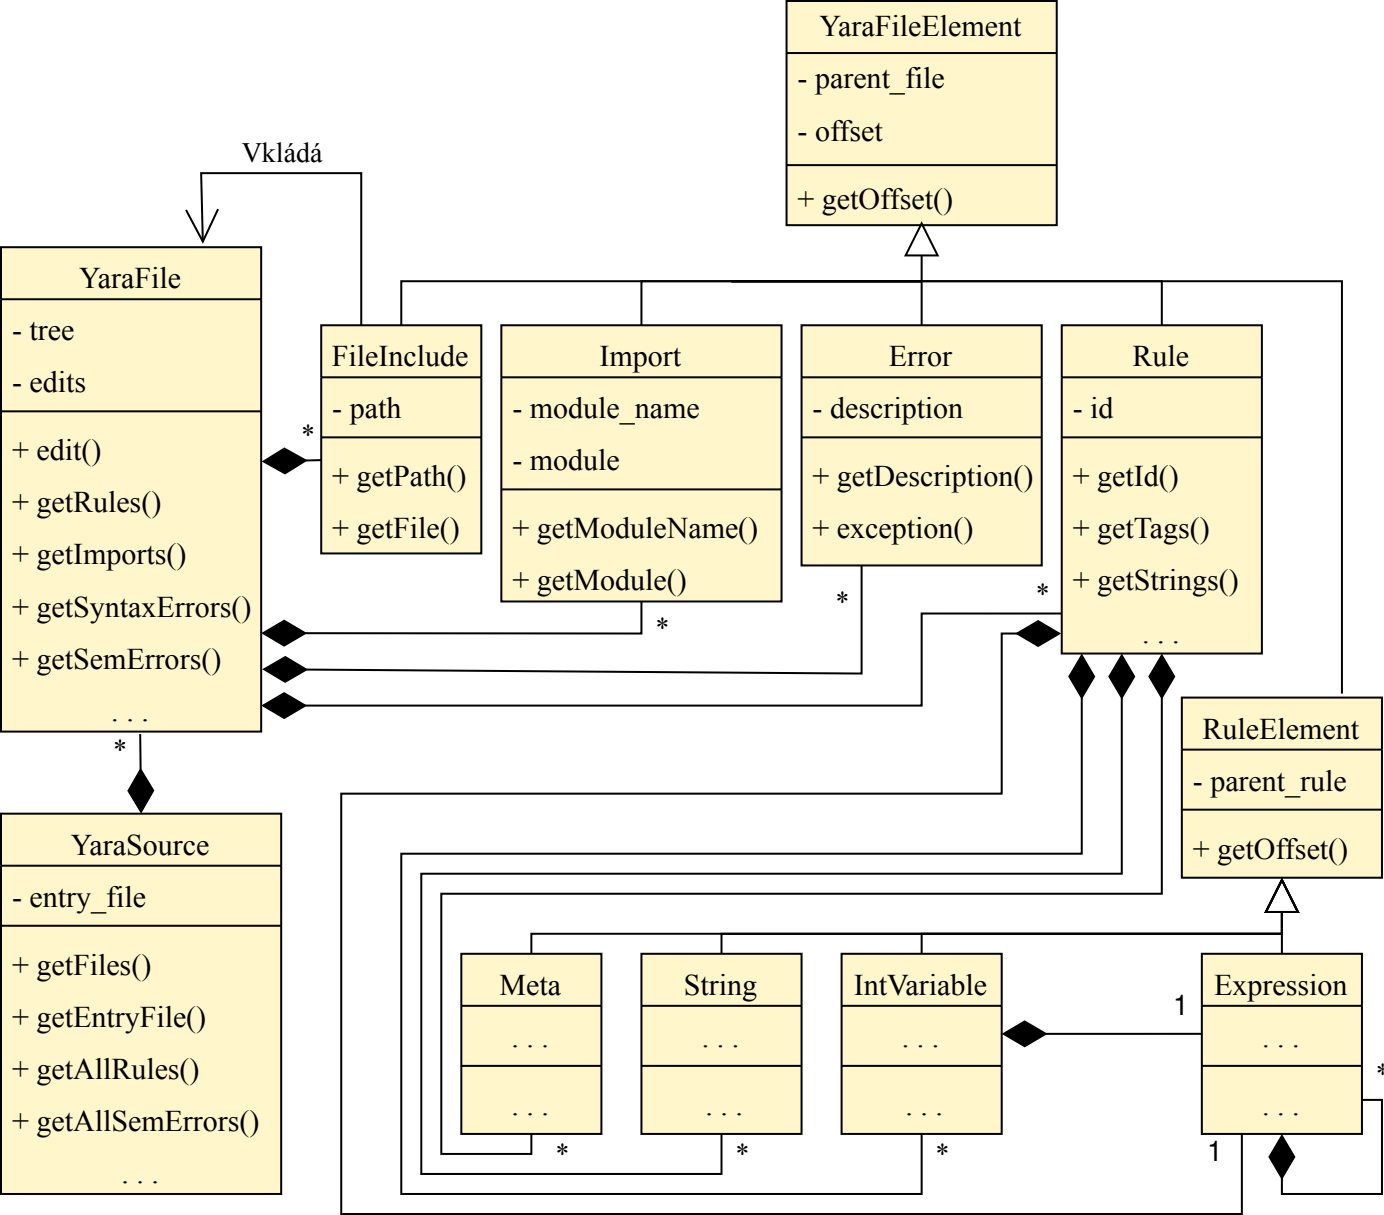 YaraFileElement
- parent_file
- offset
+ getOffset()
Vkládá
YaraFile
- tree
- edits
+ edit()
+ getRules()
+ getImports()
+ getSyntaxErrors()
+ getSemErrors()
. . .
*
FileInclude
- path
+ getPath()
+ getFile()
*
Import
- module_name
- module
+ getModuleName()
+ getModule()
*
Error
- description
+ getDescription()
+ exception()
*
Rule
- id
+ getId()
+ getTags()
+ getStrings()
. . .
*
RuleElement
- parent_rule
+ getOffset()
YaraSource
- entry_file
+ getFiles()
+ getEntryFile()
+ getAllRules()
+ getAllSemErrors()
. . .
Meta
. . .
. . .
*
String
. . .
. . .
*
IntVariable
. . .
. . .
*
1
Expression
. . .
. . .
*
1